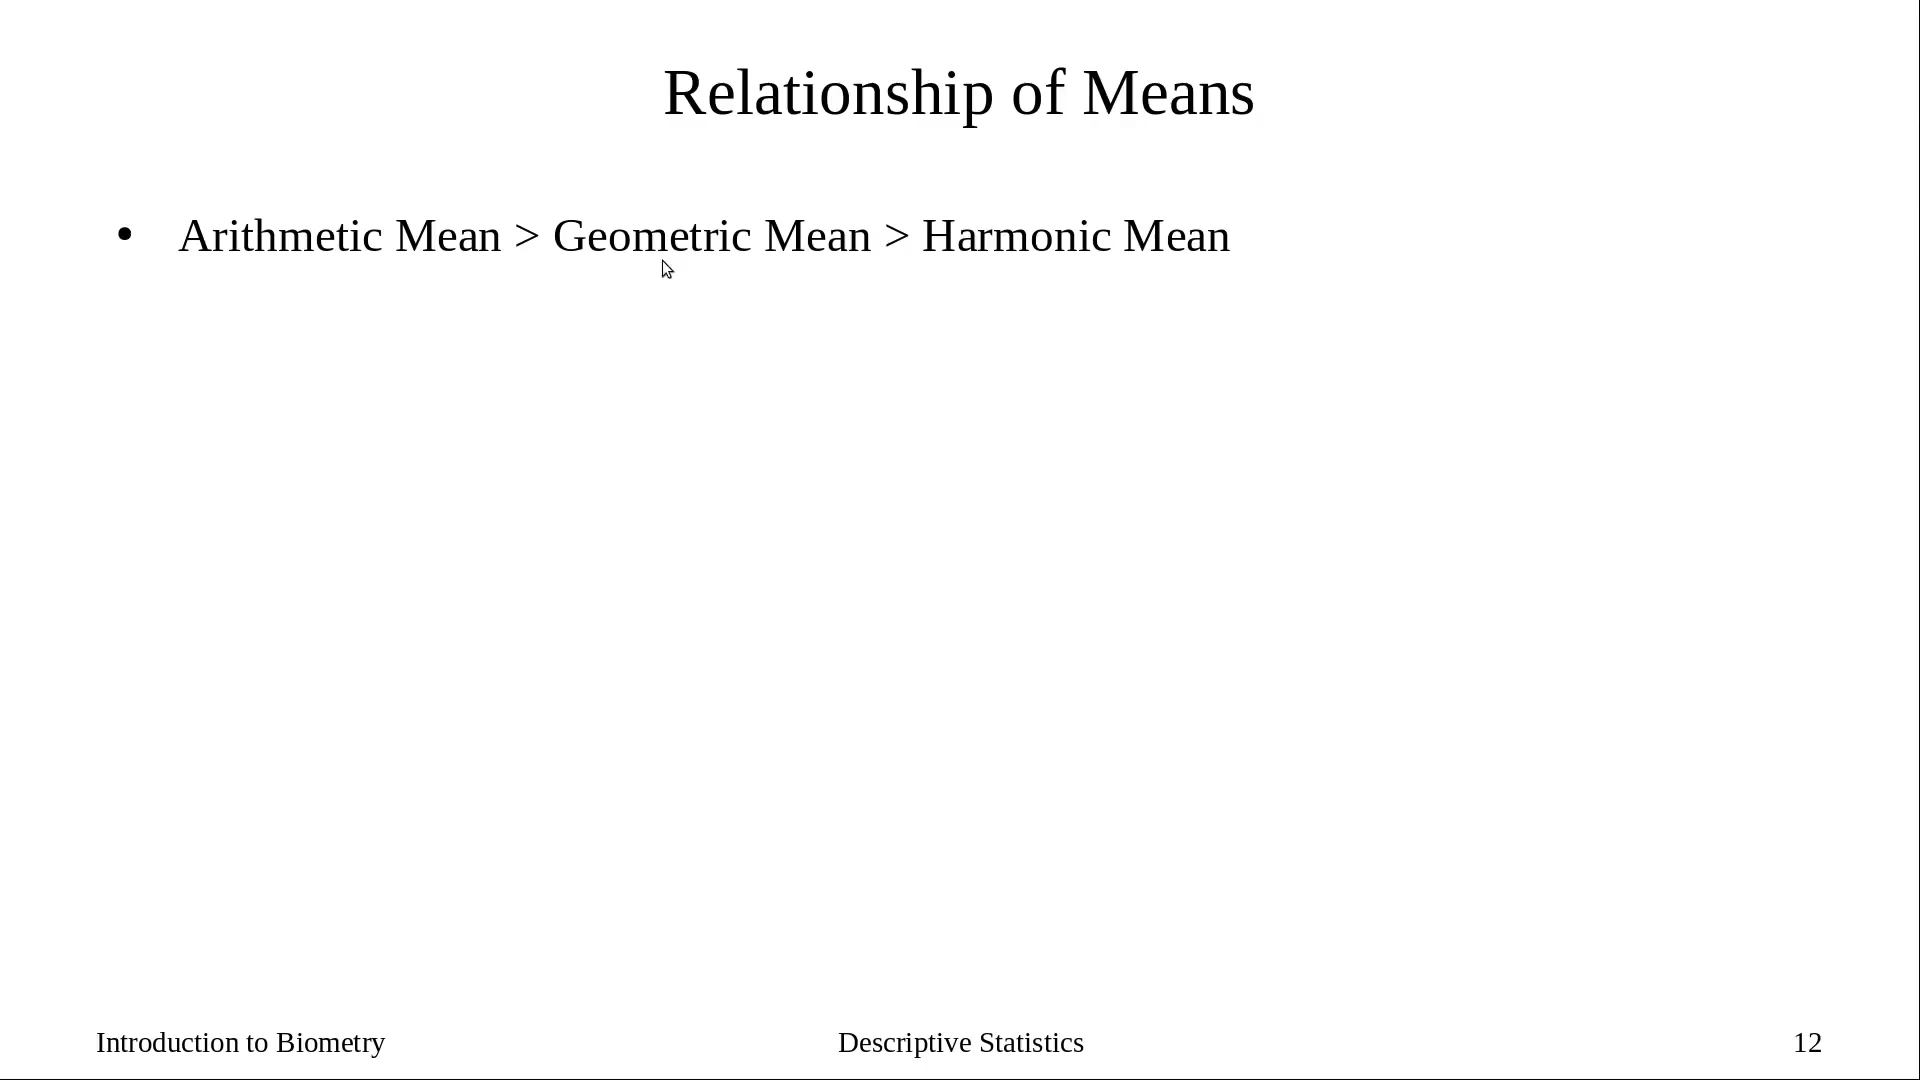 Relationship of Means
• Arithmetic Mean > Geometric Mean > Harmonic Mean
Introduction to Biometry
Descriptive Statistics
12